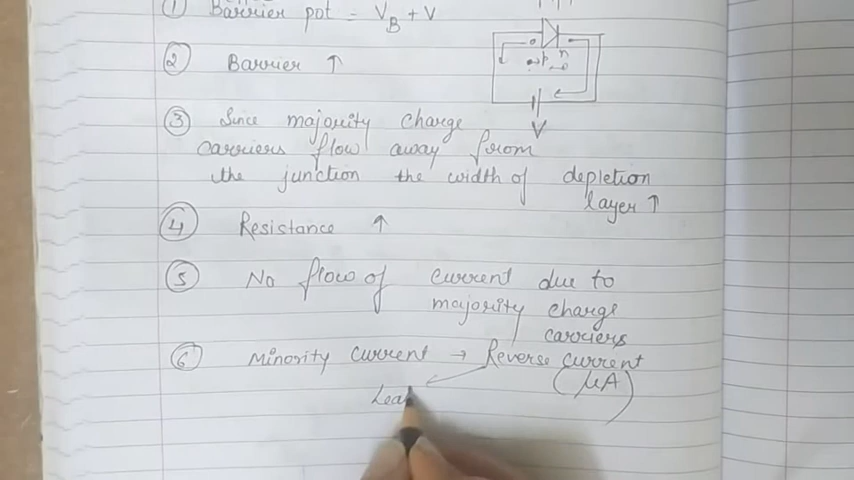 ① Barrier pot = V_B + V
② Barrier ↑
p n
V
③ Since majority charge
carriers flow away from
the junction the width of depletion
layer ↑
④ Resistance ↑
⑤ No flow of current due to
majority charge
carriers
⑥ Minority current → Reverse current
(μA)
Lea